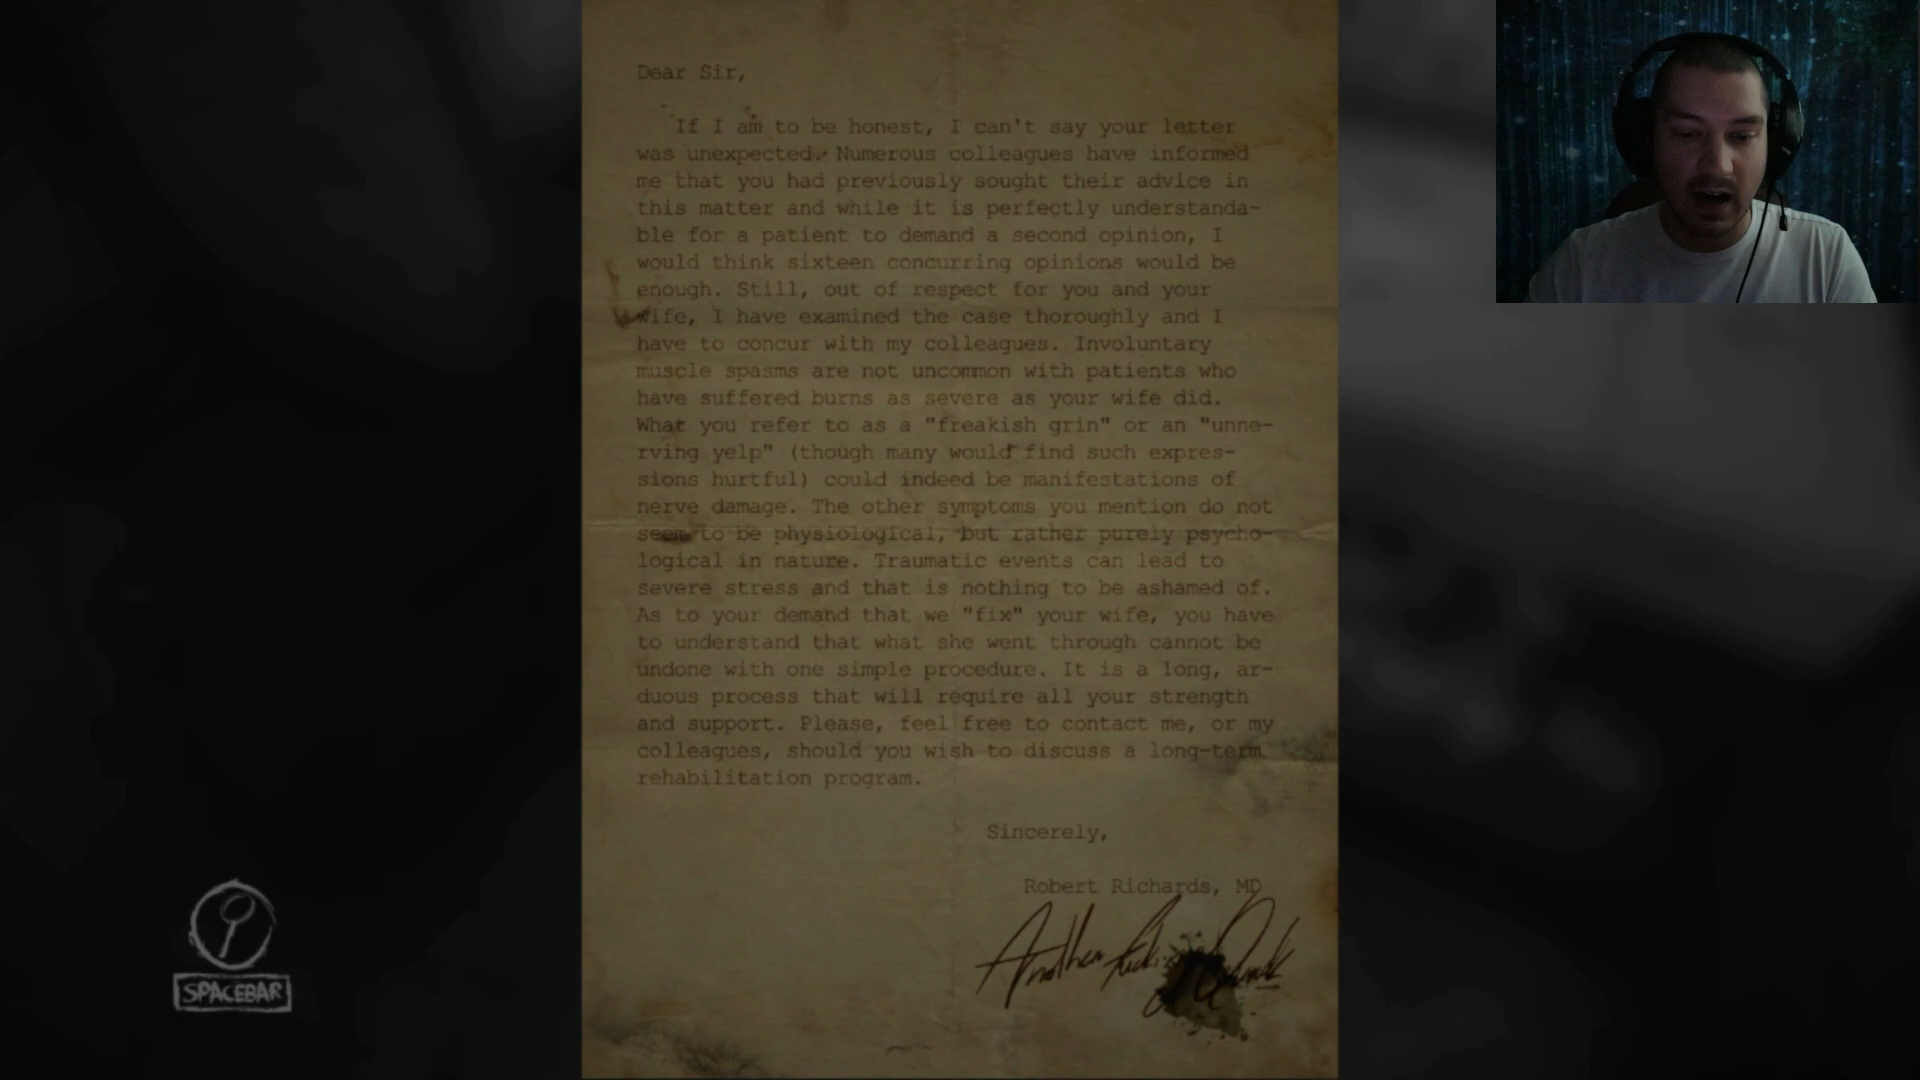 Dear Sir,
If I am to be honest, I can't say your letter
was unexpected. Numerous colleagues have informed
me that you had previously sought their advice in
this matter and while it is perfectly understanda-
ble for a patient to demand a second opinion, I
would think sixteen concurring opinions would be
enough. Still, out of respect for you and your
wife, I have examined the case thoroughly and I
have to concur with my colleagues. Involuntary
muscle spasms are not uncommon with patients who
have suffered burns as severe as your wife did.
What you refer to as a "freakish grin" or an "unne-
rving yelp" (though many would find such expres-
sions hurtful) could indeed be manifestations of
nerve damage. The other symptoms you mention do not
seem to be physiological, but rather purely psycho-
logical in nature. Traumatic events can lead to
severe stress and that is nothing to be ashamed of.
As to your demand that we "fix" your wife, you have
to understand that what she went through cannot be
undone with one simple procedure. It is a long, ar-
duous process that will require all your strength
and support. Please, feel free to contact me, or my
colleagues, should you wish to discuss a long-term
rehabilitation program.
Sincerely,
Robert Richards, MD
Another
SPACEBAR